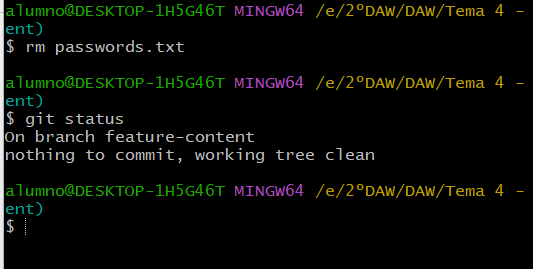 alumno@DESKTOP-1H5G46T MINGW64 /e/2ºDAW/DAW/Tema 4 -
ent)
$ rm passwords.txt
alumno@DESKTOP-1H5G46T MINGW64 /e/2ºDAW/DAW/Tema 4 -
ent)
$ git status
On branch feature-content
nothing to commit, working tree clean
alumno@DESKTOP-1H5G46T MINGW64 /e/2ºDAW/DAW/Tema 4 -
ent)
$